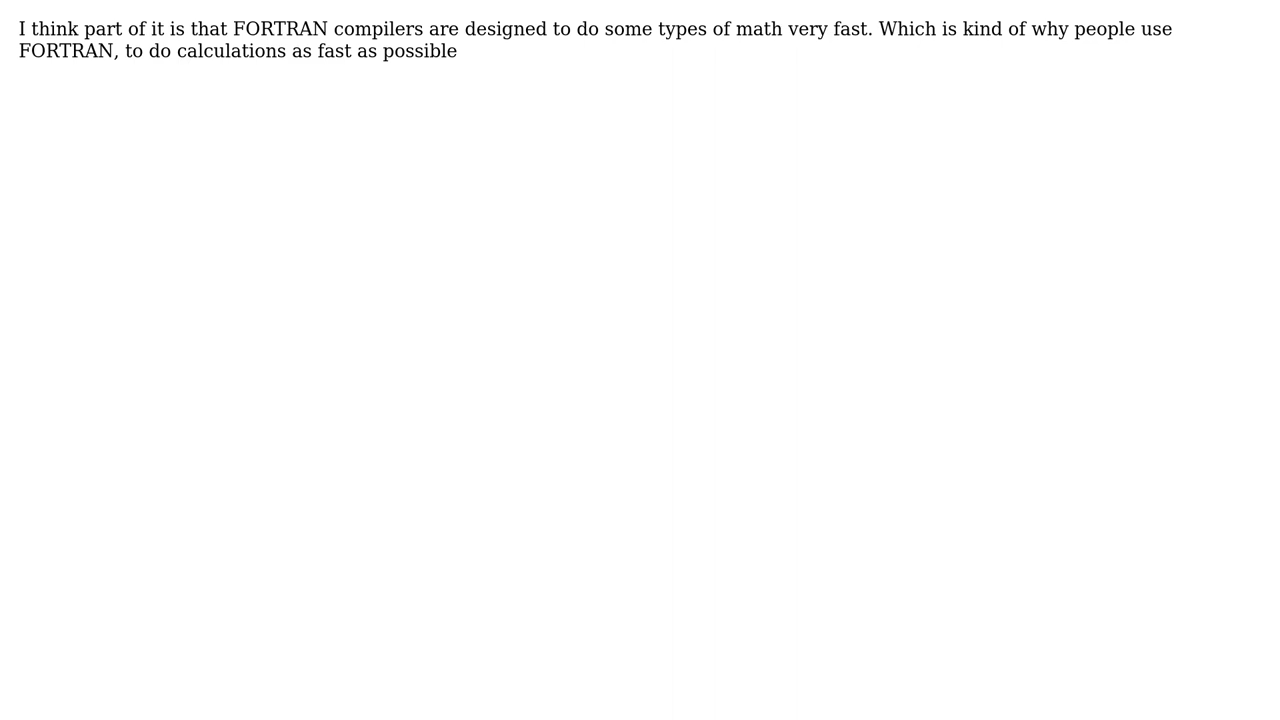 I think part of it is that FORTRAN compilers are designed to do some types of math very fast. Which is kind of why people use
FORTRAN, to do calculations as fast as possible